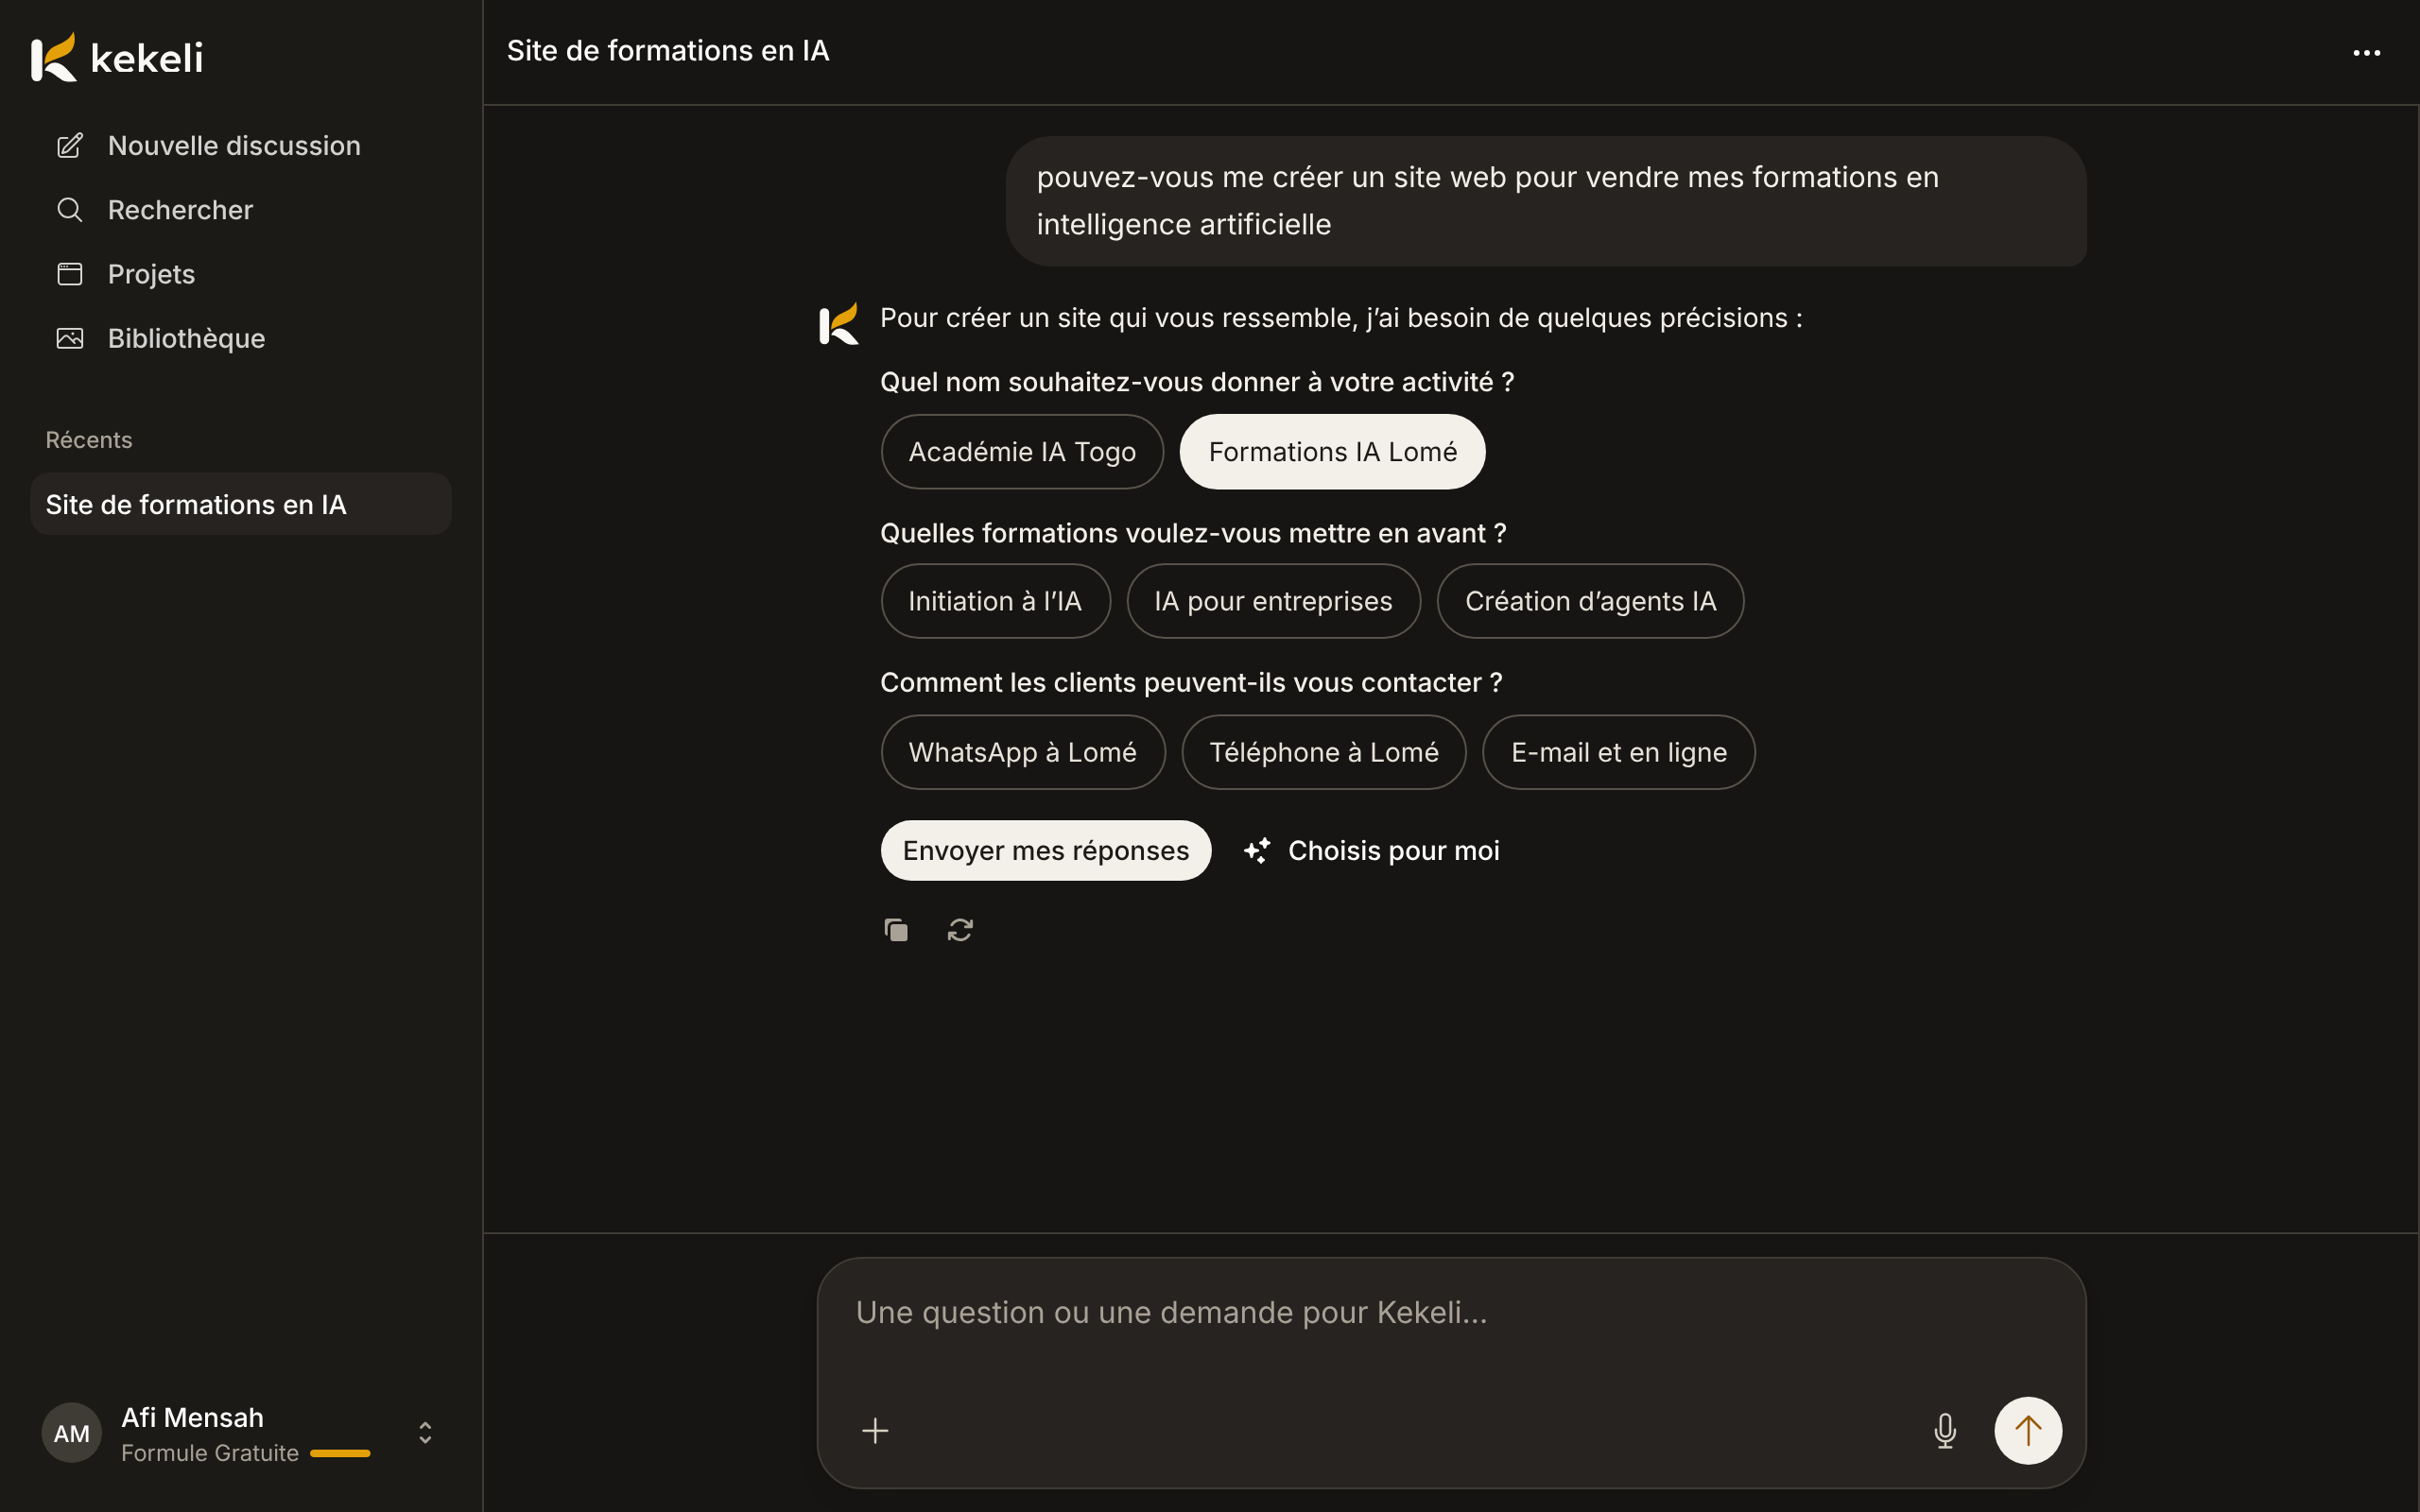 kekeli
Nouvelle discussion
Rechercher
Projets
Bibliothèque
Récents
Site de formations en IA
AM
Afi Mensah
Formule Gratuite
Site de formations en IA
pouvez-vous me créer un site web pour vendre mes formations en
intelligence artificielle
Pour créer un site qui vous ressemble, j’ai besoin de quelques précisions :
Quel nom souhaitez-vous donner à votre activité ?
Académie IA Togo
Formations IA Lomé
Quelles formations voulez-vous mettre en avant ?
Initiation à l’IA
IA pour entreprises
Création d’agents IA
Comment les clients peuvent-ils vous contacter ?
WhatsApp à Lomé
Téléphone à Lomé
E-mail et en ligne
Envoyer mes réponses
Choisis pour moi
Une question ou une demande pour Kekeli...